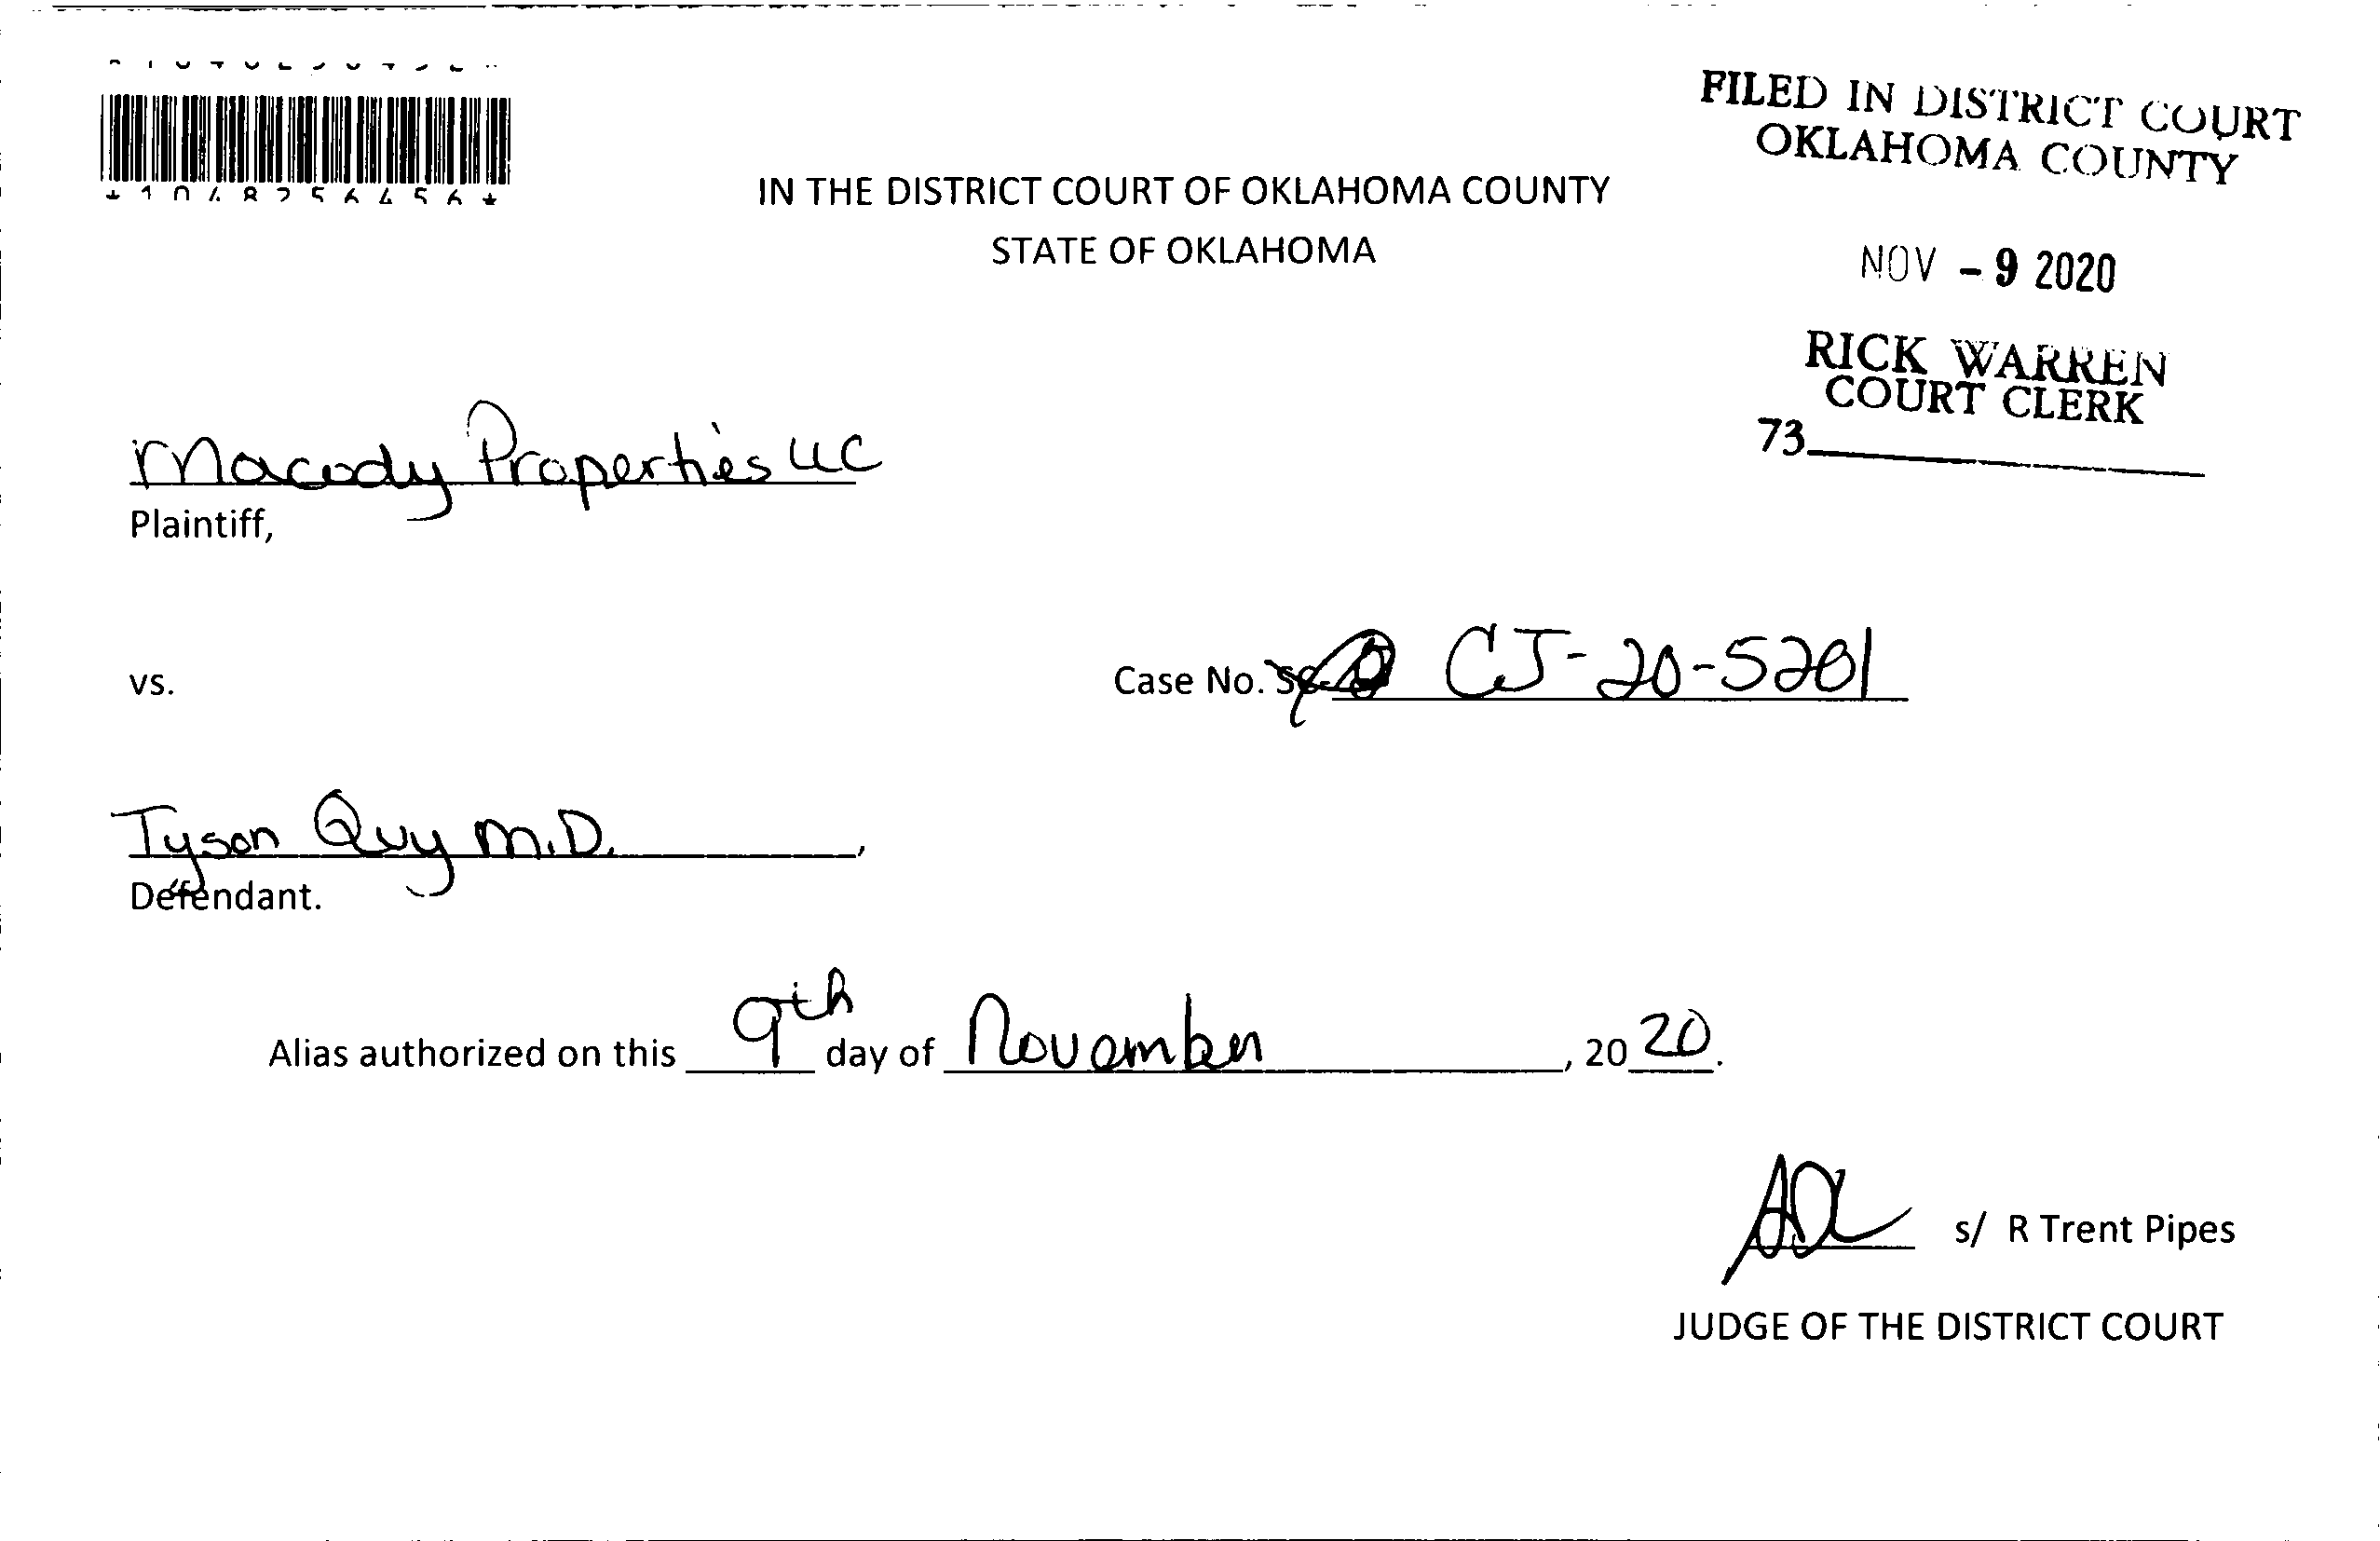 FILED IN DISTRICT COURT
OKLAHOMA COUNTY
*1048256456*
IN THE DISTRICT COURT OF OKLAHOMA COUNTY
STATE OF OKLAHOMA
NOV - 9 2020
RICK WARREN
COURT CLERK
73
Macody Properties LLC
Plaintiff,
vs.
Case No. CJ-20-5201
Tyson Quy M.D.,
Defendant.
Alias authorized on this 9th day of November, 2020.
s/ R Trent Pipes
JUDGE OF THE DISTRICT COURT